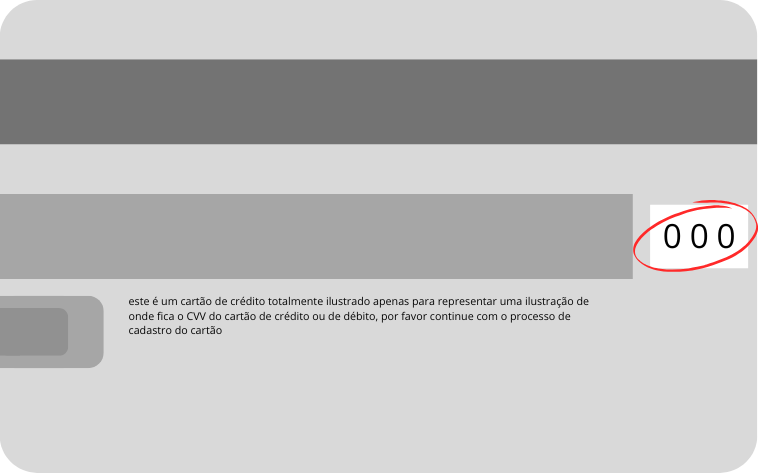 0 0 0
este é um cartão de crédito totalmente ilustrado apenas para representar uma ilustração de
onde fica o CVV do cartão de crédito ou de débito, por favor continue com o processo de
cadastro do cartão